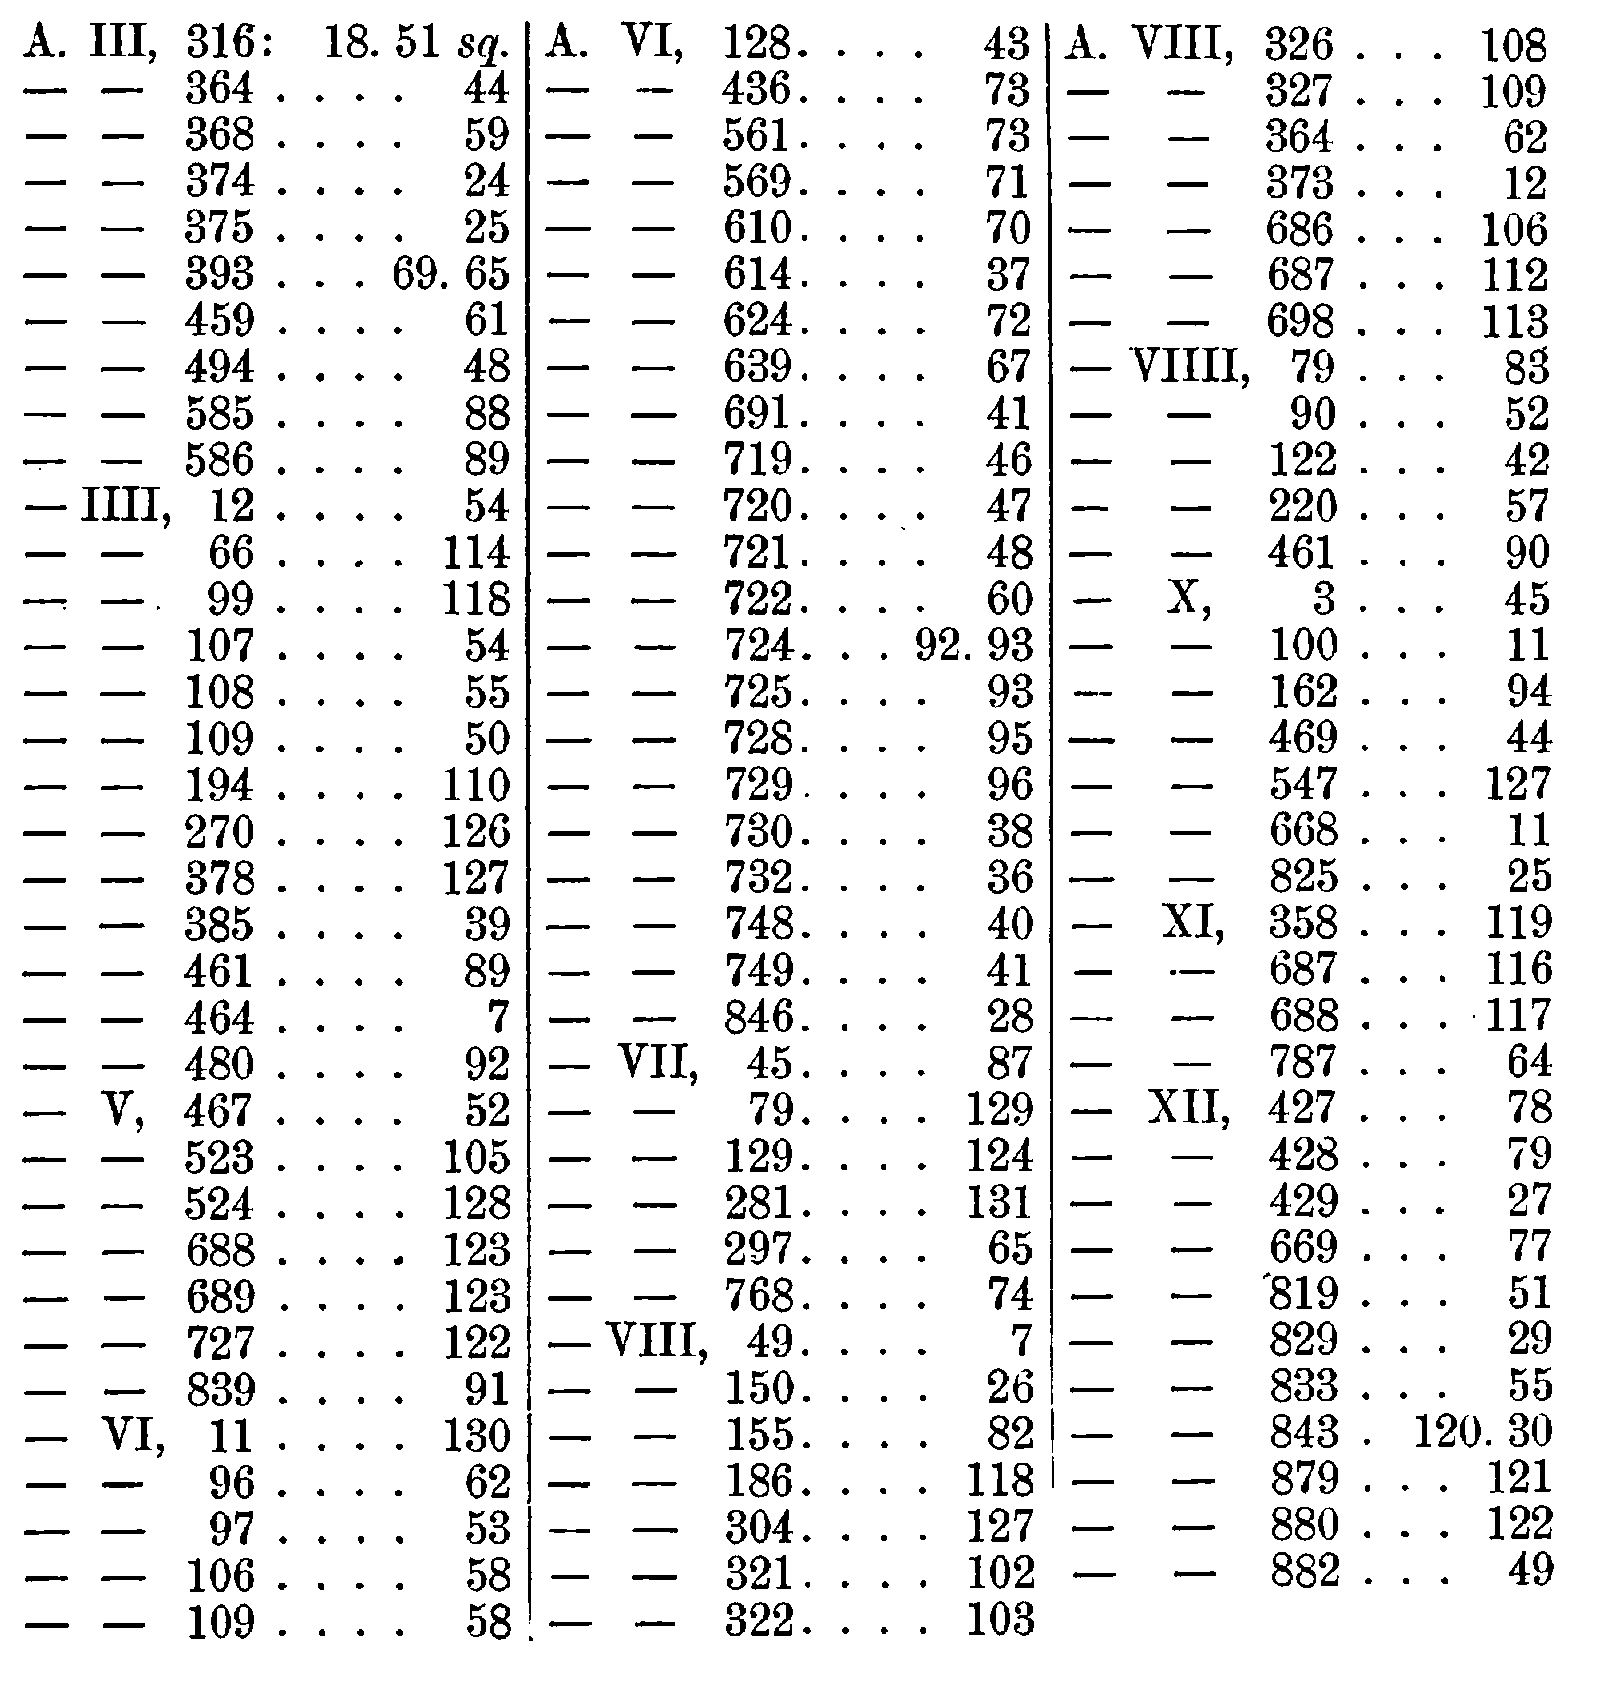 A. III, 316: 18. 51 sq.
— — 364 . . . . 44
— — 368 . . . . 59
— — 374 . . . . 24
— — 375 . . . . 25
— — 393 . . . 69. 65
— — 459 . . . . 61
— — 494 . . . . 48
— — 585 . . . . 88
— — 586 . . . . 89
— IIII, 12 . . . . 54
— — 66 . . . . 114
— — 99 . . . . 118
— — 107 . . . . 54
— — 108 . . . . 55
— — 109 . . . . 50
— — 194 . . . . 110
— — 270 . . . . 126
— — 378 . . . . 127
— — 385 . . . . 39
— — 461 . . . . 89
— — 464 . . . . 7
— — 480 . . . . 92
— V, 467 . . . . 52
— — 523 . . . . 105
— — 524 . . . . 128
— — 688 . . . . 123
— — 689 . . . . 123
— — 727 . . . . 122
— — 839 . . . . 91
— VI, 11 . . . . 130
— — 96 . . . . 62
— — 97 . . . . 53
— — 106 . . . . 58
— — 109 . . . . 58
A. VI, 128. . . . 43
— — 436. . . . 73
— — 561. . . . 73
— — 569. . . . 71
— — 610. . . . 70
— — 614. . . . 37
— — 624. . . . 72
— — 639. . . . 67
— — 691. . . . 41
— — 719. . . . 46
— — 720. . . . 47
— — 721. . . . 48
— — 722. . . . 60
— — 724. . . 92. 93
— — 725. . . . 93
— — 728. . . . 95
— — 729. . . . 96
— — 730. . . . 38
— — 732. . . . 36
— — 748. . . . 40
— — 749. . . . 41
— — 846. . . . 28
— VII, 45. . . . 87
— — 79. . . . 129
— — 129. . . . 124
— — 281. . . . 131
— — 297. . . . 65
— — 768. . . . 74
— VIII, 49. . . . 7
— — 150. . . . 26
— — 155. . . . 82
— — 186. . . . 118
— — 304. . . . 127
— — 321. . . . 102
— — 322. . . . 103
A. VIII, 326 . . . 108
— — 327 . . . 109
— — 364 . . . 62
— — 373 . . . 12
— — 686 . . . 106
— — 687 . . . 112
— — 698 . . . 113
— VIIII, 79 . . . 83
— — 90 . . . 52
— — 122 . . . 42
— — 220 . . . 57
— — 461 . . . 90
— X, 3 . . . 45
— — 100 . . . 11
— — 162 . . . 94
— — 469 . . . 44
— — 547 . . . 127
— — 668 . . . 11
— — 825 . . . 25
— XI, 358 . . . 119
— — 687 . . . 116
— — 688 . . . 117
— — 787 . . . 64
— XII, 427 . . . 78
— — 428 . . . 79
— — 429 . . . 27
— — 669 . . . 77
— — 819 . . . 51
— — 829 . . . 29
— — 833 . . . 55
— — 843 . 120. 30
— — 879 . . . 121
— — 880 . . . 122
— — 882 . . . 49